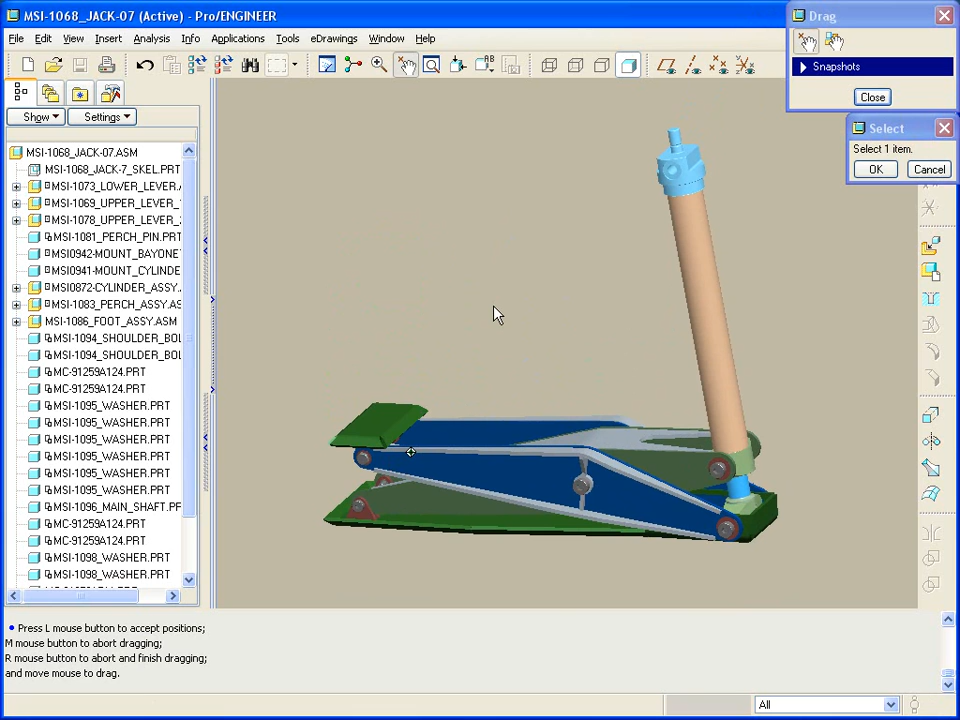 MSI-1068_JACK-07 (Active) - Pro/ENGINEER
File Edit View Insert Analysis Info Applications Tools eDrawings Window Help
Drag
Snapshots
Close
Select
Select 1 item.
OK Cancel
Show Settings
MSI-1068_JACK-07.ASM
MSI-1068_JACK-7_SKEL.PRT
MSI-1073_LOWER_LEVER.
MSI-1069_UPPER_LEVER_
MSI-1078_UPPER_LEVER_
MSI-1081_PERCH_PIN.PRT
MSI0942-MOUNT_BAYONE
MSI0941-MOUNT_CYLINDE
MSI0872-CYLINDER_ASSY.
MSI-1083_PERCH_ASSY.AS
MSI-1086_FOOT_ASSY.ASM
MSI-1094_SHOULDER_BOL
MSI-1094_SHOULDER_BOL
MC-91259A124.PRT
MC-91259A124.PRT
MSI-1095_WASHER.PRT
MSI-1095_WASHER.PRT
MSI-1095_WASHER.PRT
MSI-1095_WASHER.PRT
MSI-1095_WASHER.PRT
MSI-1095_WASHER.PRT
MSI-1096_MAIN_SHAFT.PF
MC-91259A124.PRT
MC-91259A124.PRT
MSI-1098_WASHER.PRT
MSI-1098_WASHER.PRT
• Press L mouse button to accept positions;
M mouse button to abort dragging;
R mouse button to abort and finish dragging;
and move mouse to drag.
All